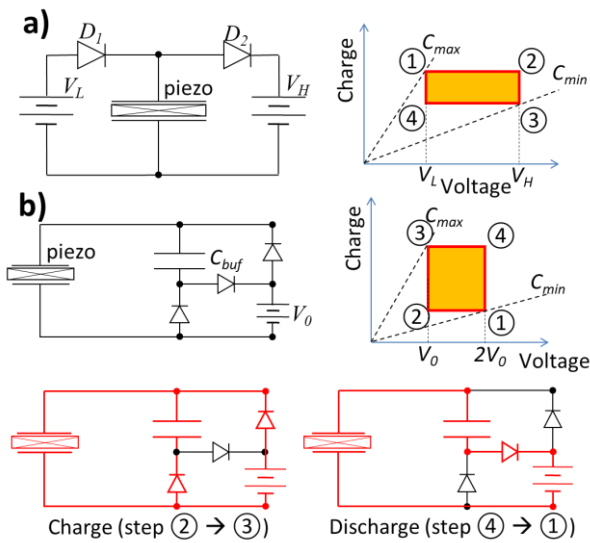 a)
D1
D2
VL
piezo
VH
Charge
Cmax
Cmin
①
②
④
③
VL
Voltage
VH
b)
piezo
Cbuf
V0
Charge
Cmax
③
④
Cmin
②
①
V0
2V0
Voltage
Charge (step ② → ③)
Discharge (step ④ → ①)